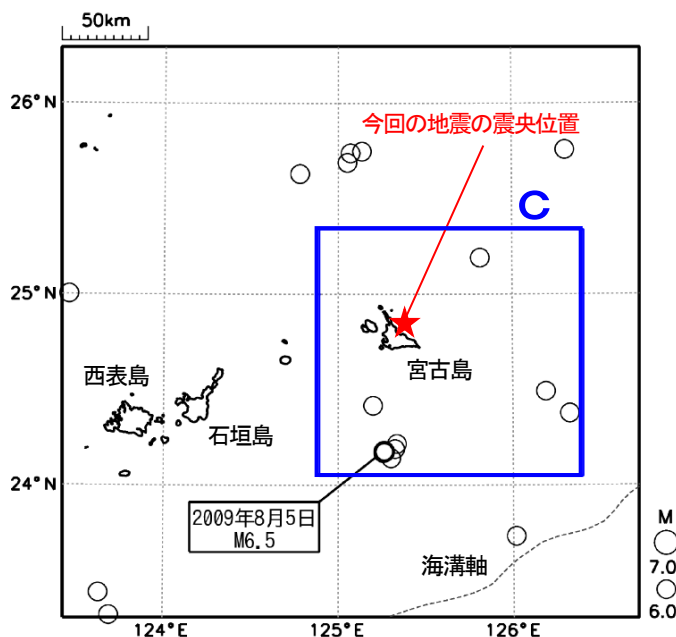 50km
26°N
今回の地震の震央位置
C
25°N
宮古島
西表島
石垣島
24°N
2009年8月5日
M6.5
海溝軸
M
7.0
6.0
124°E
125°E
126°E